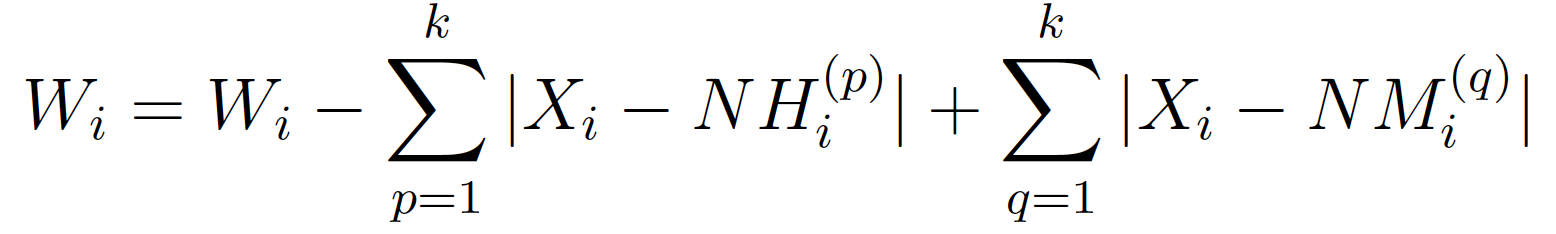 W_i = W_i - \sum_{p=1}^{k} |X_i - NH_i^{(p)}| + \sum_{q=1}^{k} |X_i - NM_i^{(q)}|